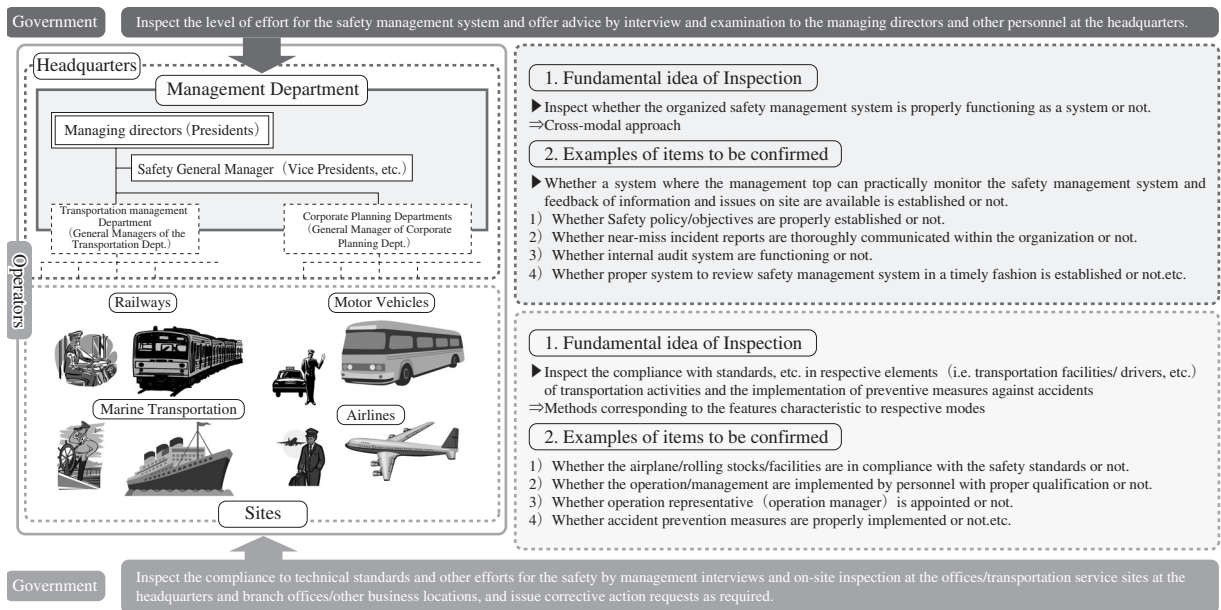 Government
Inspect the level of effort for the safety management system and offer advice by interview and examination to the managing directors and other personnel at the headquarters.
Headquarters
Management Department
Managing directors (Presidents)
Safety General Manager (Vice Presidents, etc.)
Transportation management
Department
(General Managers of the
Transportation Dept.)
Corporate Planning Departments
(General Manager of Corporate
Planning Dept.)
Operators
Railways
Motor Vehicles
Marine Transportation
Airlines
Sites
1. Fundamental idea of Inspection
▶Inspect whether the organized safety management system is properly functioning as a system or not.
⇒Cross-modal approach
2. Examples of items to be confirmed
▶Whether a system where the management top can practically monitor the safety management system and
feedback of information and issues on site are available is established or not.
1) Whether Safety policy/objectives are properly established or not.
2) Whether near-miss incident reports are thoroughly communicated within the organization or not.
3) Whether internal audit system are functioning or not.
4) Whether proper system to review safety management system in a timely fashion is established or not.etc.
1. Fundamental idea of Inspection
▶Inspect the compliance with standards, etc. in respective elements (i.e. transportation facilities/ drivers, etc.)
of transportation activities and the implementation of preventive measures against accidents
⇒Methods corresponding to the features characteristic to respective modes
2. Examples of items to be confirmed
1) Whether the airplane/rolling stocks/facilities are in compliance with the safety standards or not.
2) Whether the operation/management are implemented by personnel with proper qualification or not.
3) Whether operation representative (operation manager) is appointed or not.
4) Whether accident prevention measures are properly implemented or not.etc.
Government
Inspect the compliance to technical standards and other efforts for the safety by management interviews and on-site inspection at the offices/transportation service sites at the
headquarters and branch offices/other business locations, and issue corrective action requests as required.